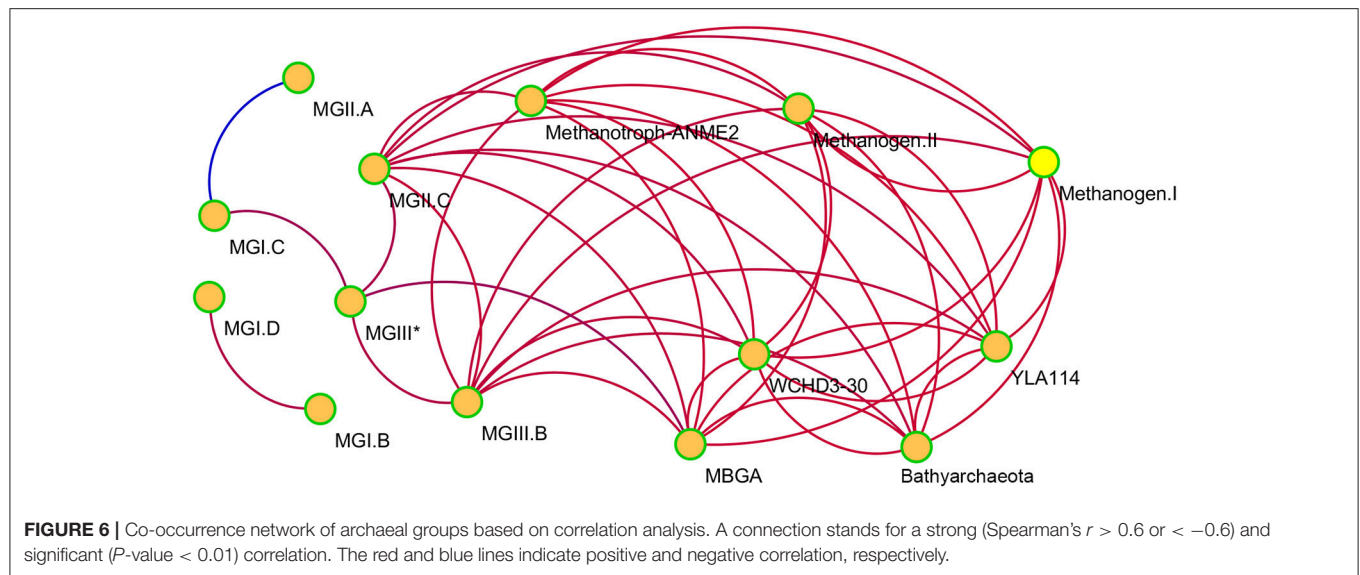 MGII.A
Methanotroph-ANME2
Methanogen.II
Methanogen.I
MGII.C
MGI.C
MGI.D
MGIII*
WCHD3-30
YLA114
MGI.B
MGIII.B
MBGA
Bathyarchaeota
FIGURE 6 | Co-occurrence network of archaeal groups based on correlation analysis. A connection stands for a strong (Spearman's r > 0.6 or < −0.6) and
significant (P-value < 0.01) correlation. The red and blue lines indicate positive and negative correlation, respectively.